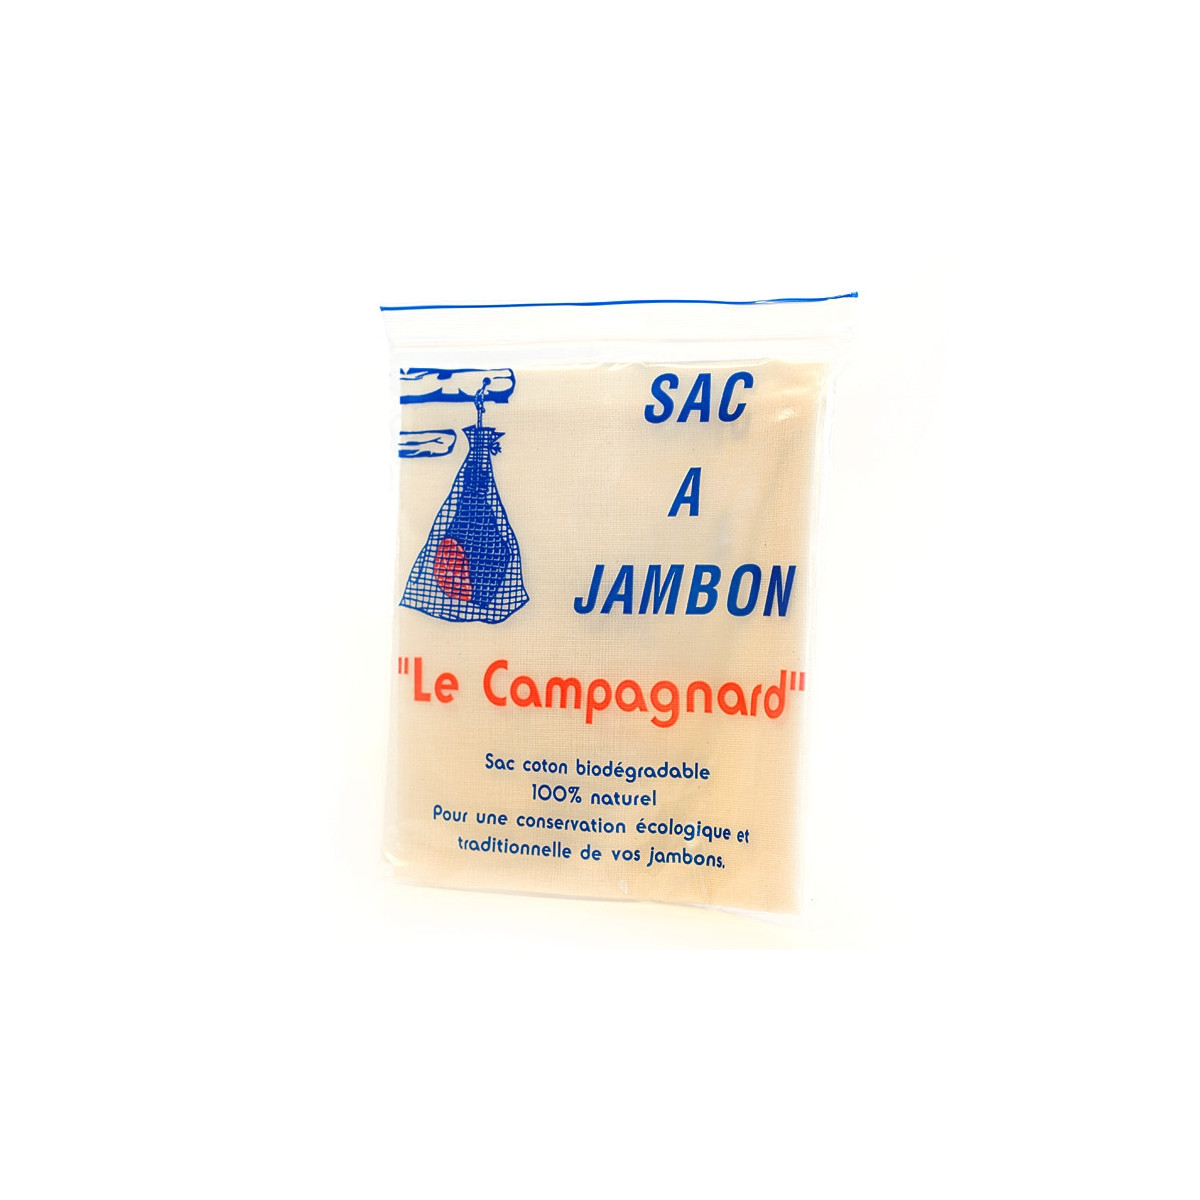 SAC
A
JAMBON
"Le Campagnard"
Sac coton biodégradable
100% naturel
Pour une conservation écologique et
traditionnelle de vos jambons.